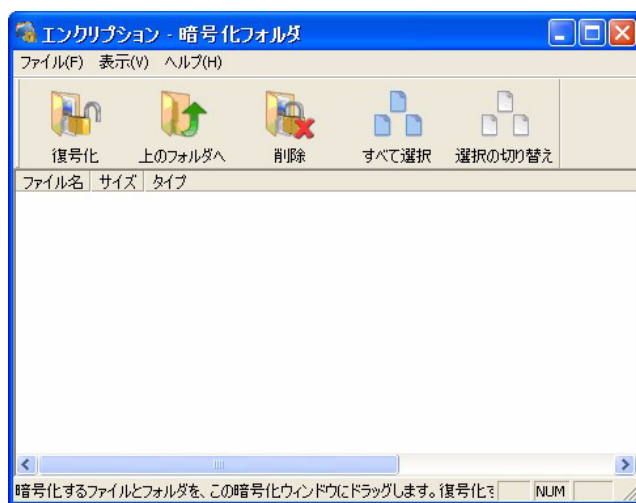 エンクリプション - 暗号化フォルダ
ファイル(F) 表示(V) ヘルプ(H)
復号化 上のフォルダへ 削除 すべて選択 選択の切り替え
ファイル名 サイズ タイプ
暗号化するファイルとフォルダを、この暗号化ウィンドウにドラッグします。復号化 NUM